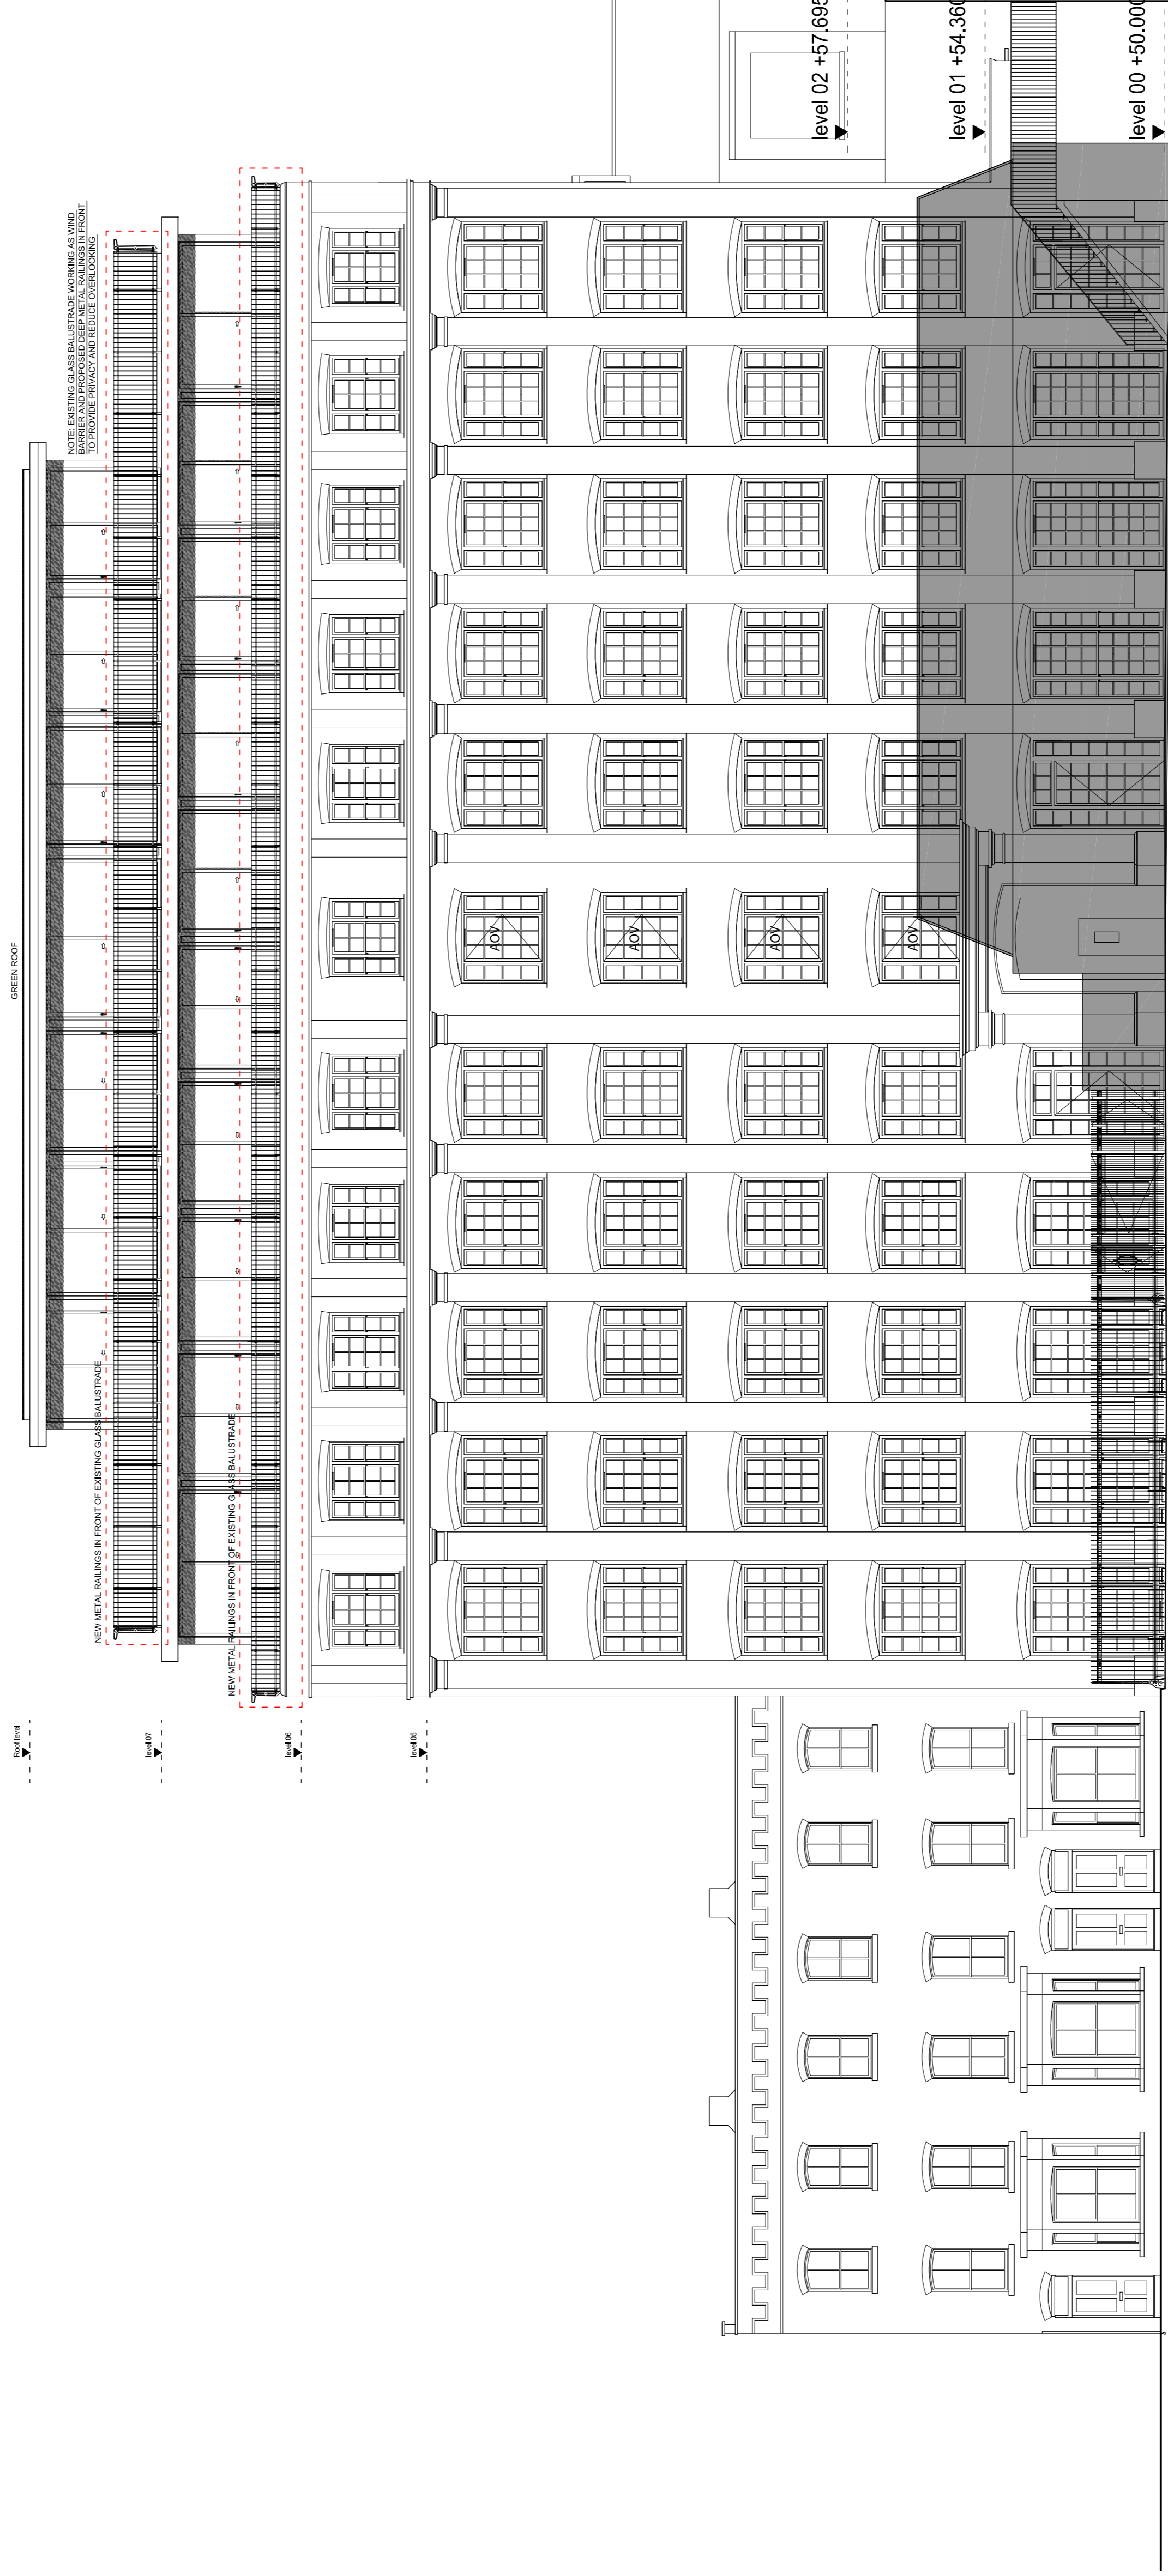 GREEN ROOF
NOTE: EXISTING GLASS BALUSTRADE WORKING AS WIND
BARRIER AND PROPOSED DEEP METAL RAILINGS IN FRONT
TO PROVIDE PRIVACY AND REDUCE OVERLOOKING
NEW METAL RAILINGS IN FRONT OF EXISTING GLASS BALUSTRADE
NEW METAL RAILINGS IN FRONT OF EXISTING GLASS BALUSTRADE
Roof level
level 07
level 06
level 05
AOV
AOV
AOV
AOV
level 02 +57.695
level 01 +54.360
level 00 +50.000